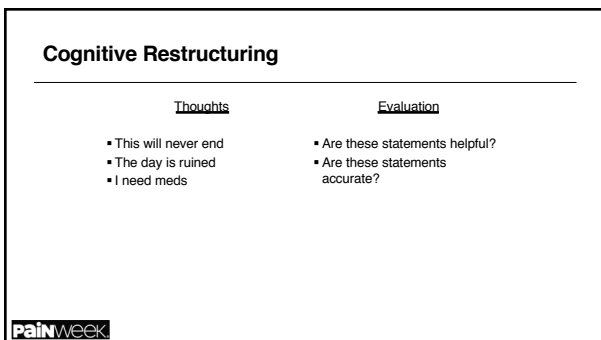 Cognitive Restructuring
Thoughts
▪ This will never end
▪ The day is ruined
▪ I need meds
Evaluation
▪ Are these statements helpful?
▪ Are these statements
accurate?
PaiNWeeK.